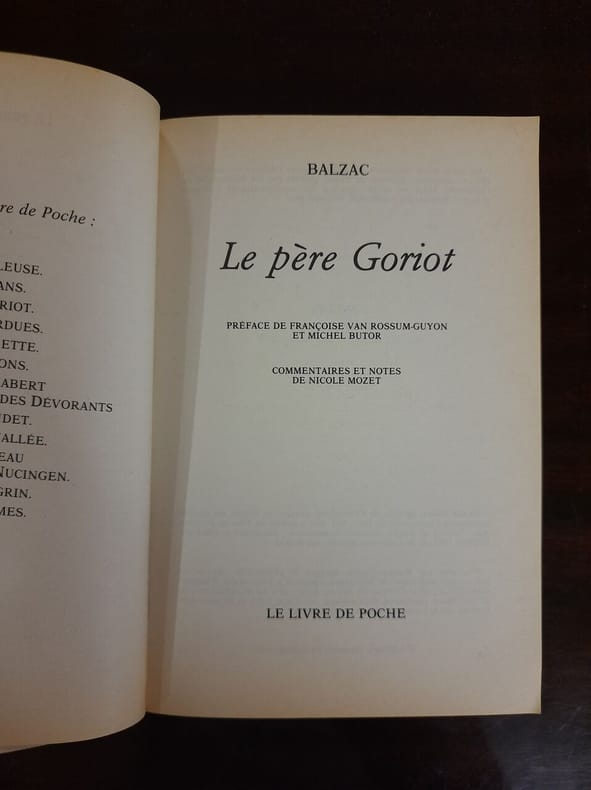 re de Poche :
LEUSE.
ANS.
RIOT.
RDUES.
ETTE.
ONS.
ABERT
DES DÉVORANTS
UDET.
VALLÉE.
EAU
NUCINGEN.
GRIN.
MES.
BALZAC
Le père Goriot
PRÉFACE DE FRANÇOISE VAN ROSSUM-GUYON
ET MICHEL BUTOR
COMMENTAIRES ET NOTES
DE NICOLE MOZET
LE LIVRE DE POCHE